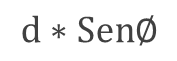 d ∗ SenØ